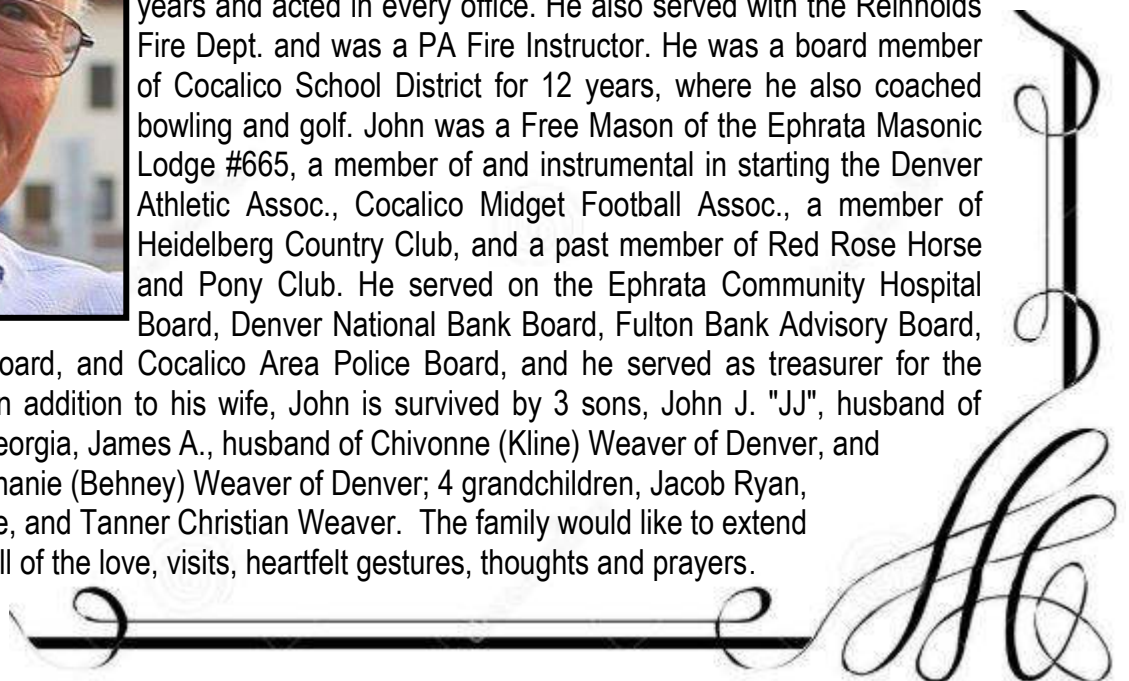 years and acted in every office. He also served with the Reinholds
Fire Dept. and was a PA Fire Instructor. He was a board member
of Cocalico School District for 12 years, where he also coached
bowling and golf. John was a Free Mason of the Ephrata Masonic
Lodge #665, a member of and instrumental in starting the Denver
Athletic Assoc., Cocalico Midget Football Assoc., a member of
Heidelberg Country Club, and a past member of Red Rose Horse
and Pony Club. He served on the Ephrata Community Hospital
Board, Denver National Bank Board, Fulton Bank Advisory Board,
and Cocalico Area Police Board, and he served as treasurer for the
addition to his wife, John is survived by 3 sons, John J. "JJ", husband of
James A., husband of Chivonne (Kline) Weaver of Denver, and
(Behney) Weaver of Denver; 4 grandchildren, Jacob Ryan,
and Tanner Christian Weaver. The family would like to extend
of the love, visits, heartfelt gestures, thoughts and prayers.